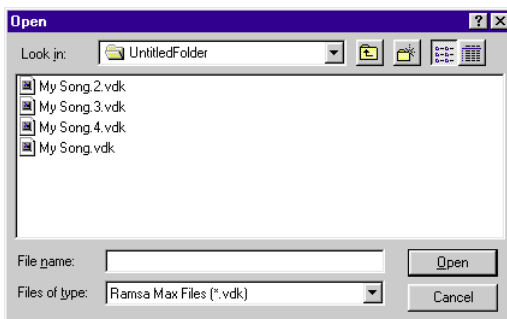 Open
Look in: UntitledFolder
My Song.2.vdk
My Song.3.vdk
My Song.4.vdk
My Song.vdk
File name: Open
Files of type: Ramsa Max Files (*.vdk) Cancel